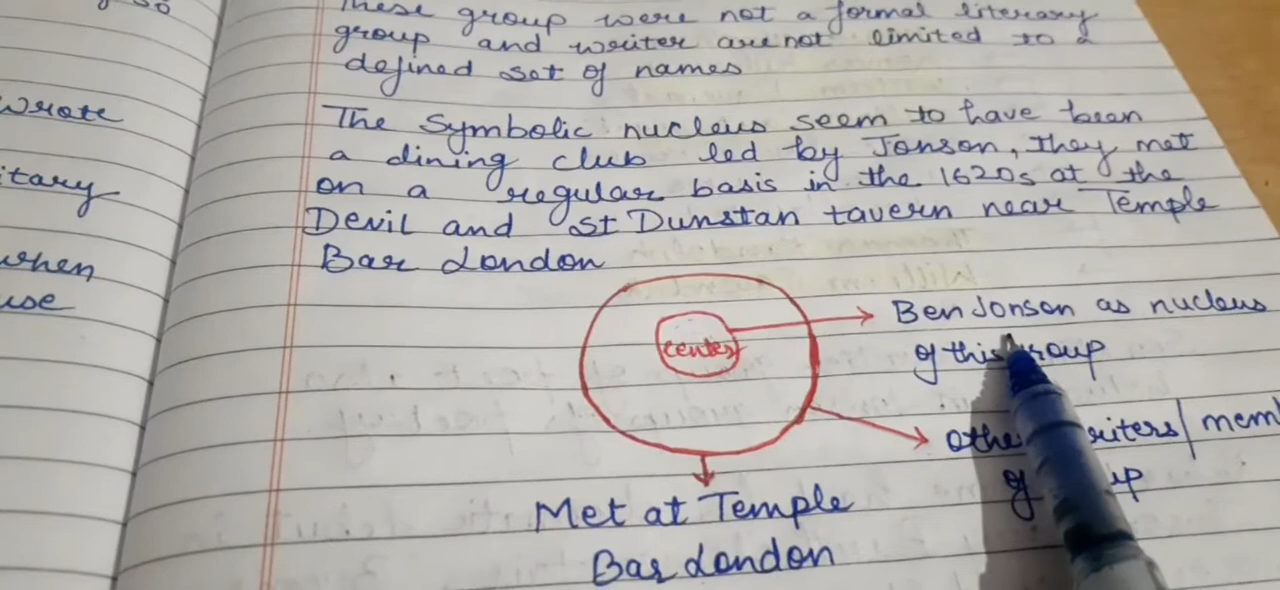 These group were not a formal literary
group and writer are not limited to a
defined set of names
wrote
The Symbolic nucleus seem to have been
a dining club led by Jonson, They met
itary
on a regular basis in the 1620s at the
Devil and St Dunstan tavern near Temple
when
Bar London
use
center
Ben Jonson as nucleus
of this group
writers/mem
Met at Temple
Bar London